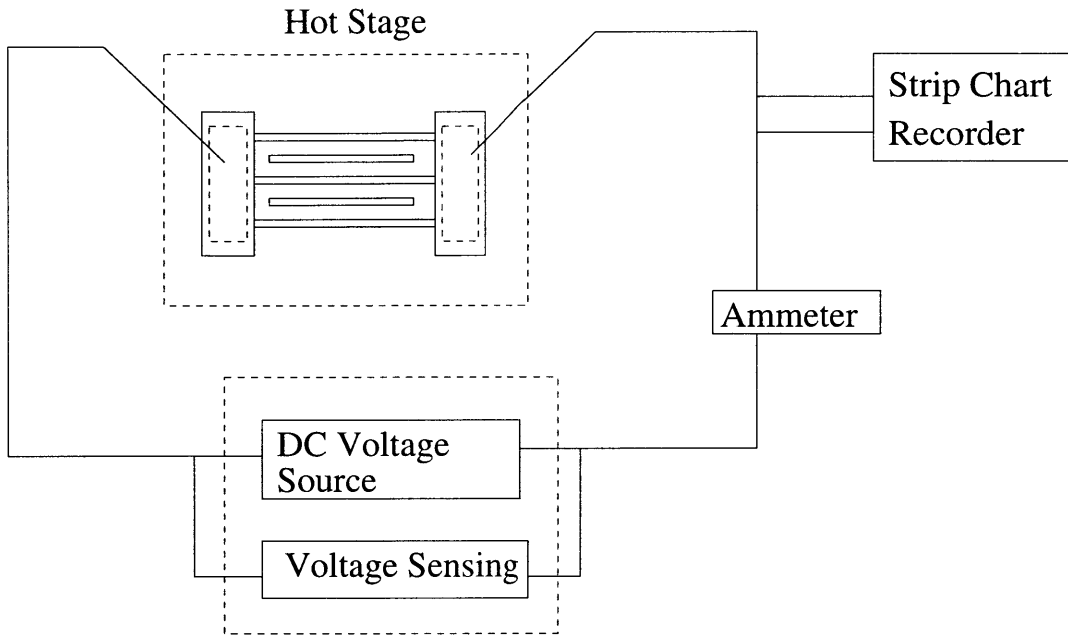 Hot Stage
Strip Chart
Recorder
Ammeter
DC Voltage
Source
Voltage Sensing